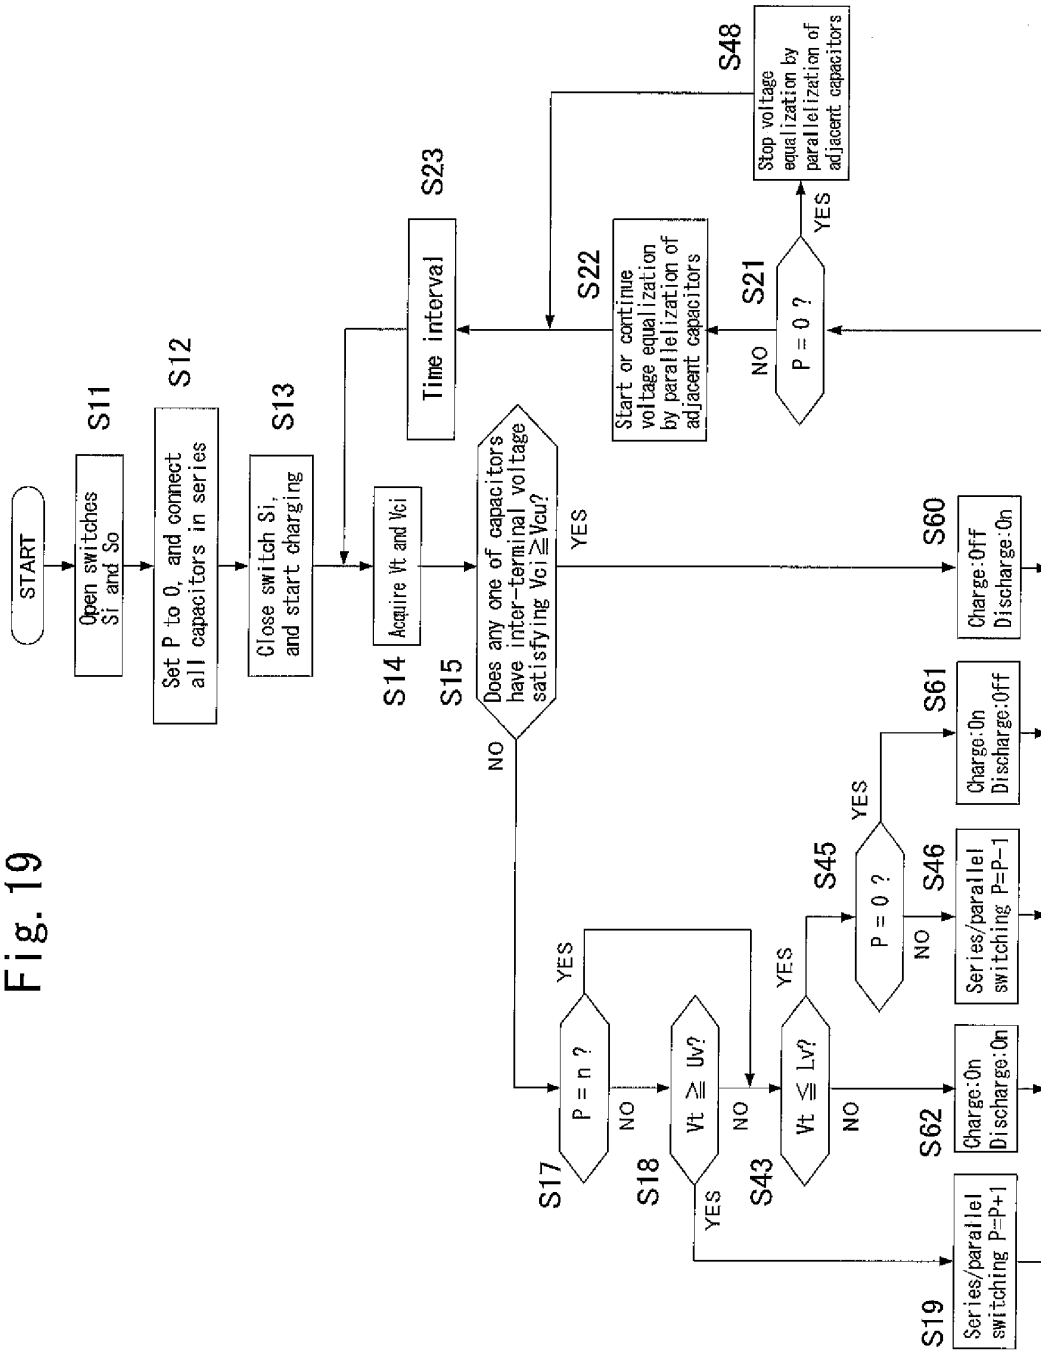 Fig. 19
START
S11
Open switches
Si and So
S12
Set P to 0, and connect
all capacitors in series
S13
Close switch Si,
and start charging
S14
Acquire Vt and Vci
S15
Does any one of capacitors
have inter-terminal voltage
satisfying Vci≧Vcu?
NO
YES
S17
P = n ?
YES
NO
S18
Vt ≧ Uv?
YES
NO
S43
Vt ≦ Lv?
YES
NO
S45
P = 0 ?
YES
NO
S19
Series/parallel
switching P=P+1
S62
Charge:On
Discharge:On
S46
Series/parallel
switching P=P-1
S61
Charge:On
Discharge:Off
S60
Charge:Off
Discharge:On
S21
P = 0 ?
NO
YES
S22
Start or continue
voltage equalization
by parallelization of
adjacent capacitors
S48
Stop voltage
equalization by
parallelization of
adjacent capacitors
S23
Time interval